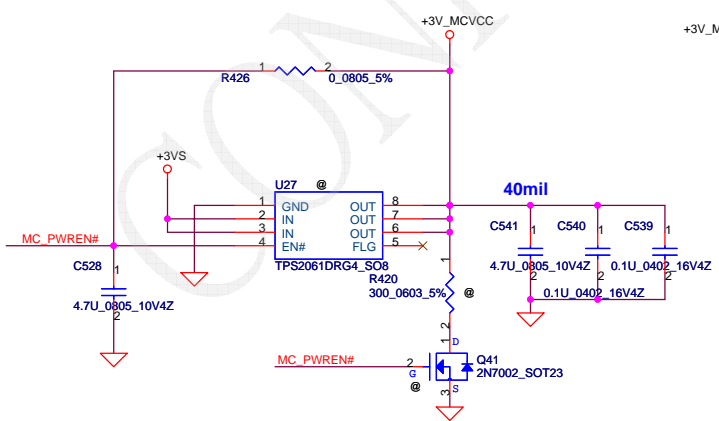 +3V_MCVCC
+3V_M
1
2
R426
0_0805_5%
+3VS
U27
@
1
GND
OUT
8
2
IN
OUT
7
3
IN
OUT
6
4
EN#
FLG
5
TPS2061DRG4_SO8
MC_PWREN#
40mil
C541
C540
C539
1
1
1
2
2
2
4.7U_0805_10V4Z
0.1U_0402_16V4Z
0.1U_0402_16V4Z
C528
1
4.7U_0805_10V4Z
2
R420
300_0603_5%
@
1
2
MC_PWREN#
1
D
2
G
@
3
S
Q41
2N7002_SOT23
CON